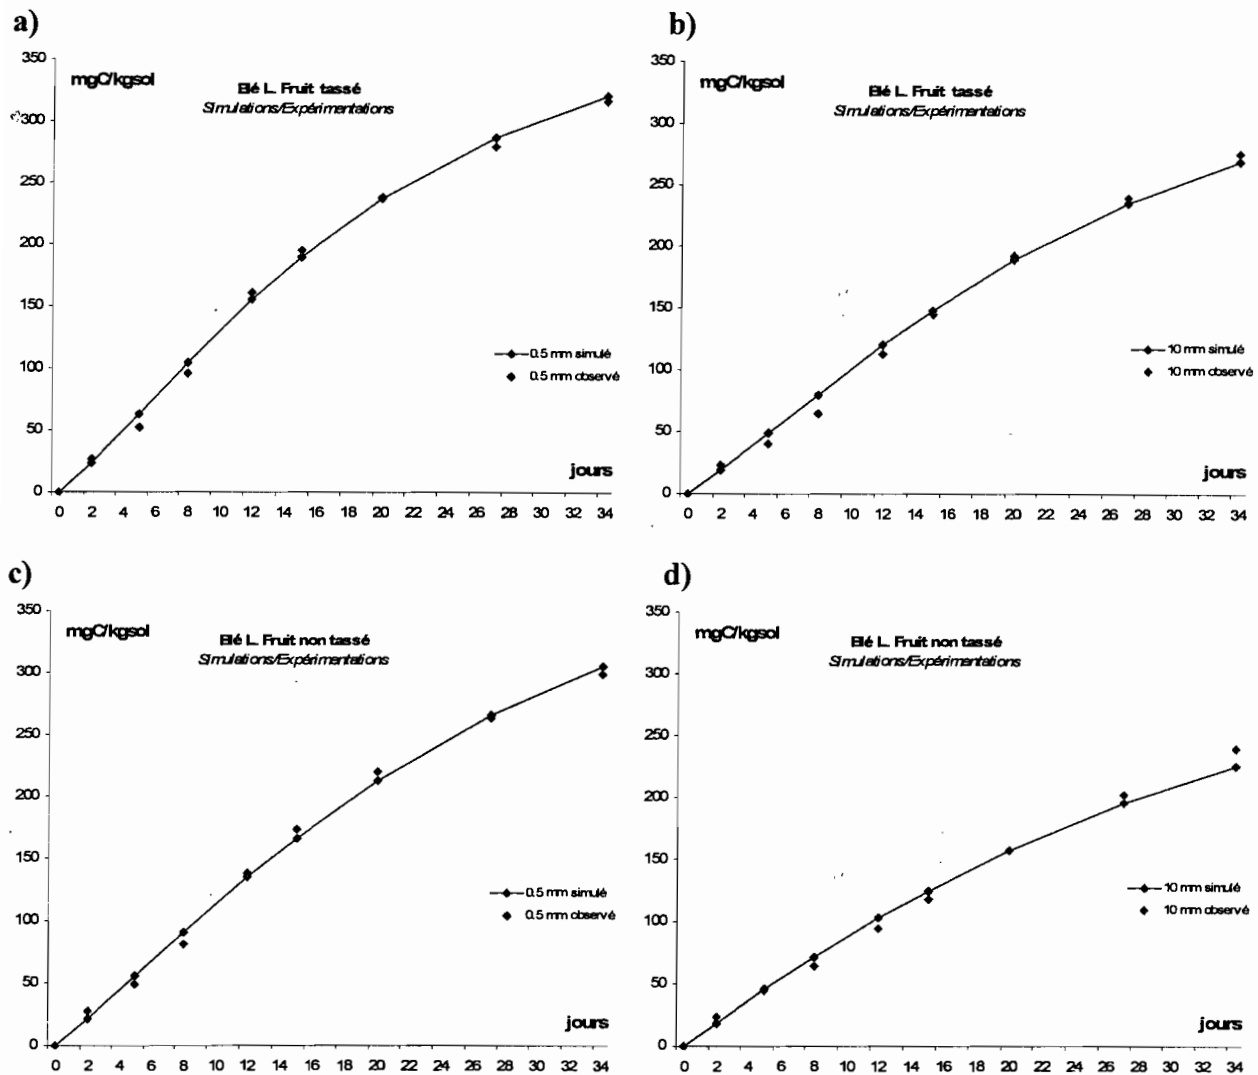 a)
350
mgC/kgsol
Blé L. Fruit tassé
Simulations/Expérimentations
300
250
200
150
0.5 mm simulé
100
0.5 mm observé
50
jours
0
0 2 4 6 8 10 12 14 16 18 20 22 24 26 28 30 32 34
b)
350
mgC/kgsol
Blé L. Fruit tassé
Simulations/Expérimentations
300
250
200
150
10 mm simulé
100
10 mm observé
50
jours
0
0 2 4 6 8 10 12 14 16 18 20 22 24 26 28 30 32 34
c)
350
mgC/kgsol
Blé L. Fruit non tassé
Simulations/Expérimentations
300
250
200
150
0.5 mm simulé
0.5 mm observé
100
50
jours
0
0 2 4 6 8 10 12 14 16 18 20 22 24 26 28 30 32 34
d)
350
mgC/kgsol
Blé L. Fruit non tassé
Simulations/Expérimentations
300
250
200
150
10 mm simulé
10 mm observé
100
50
jours
0
0 2 4 6 8 10 12 14 16 18 20 22 24 26 28 30 32 34